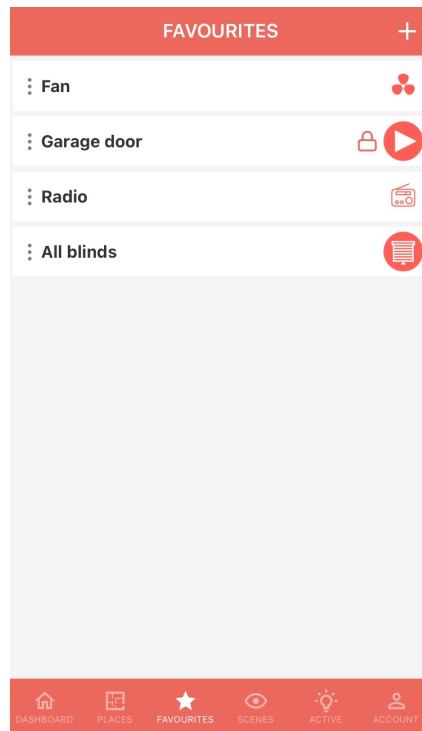 FAVOURITES
Fan
Garage door
Radio
All blinds
DASHBOARD PLACES FAVOURITES SCENES ACTIVE ACCOUNT